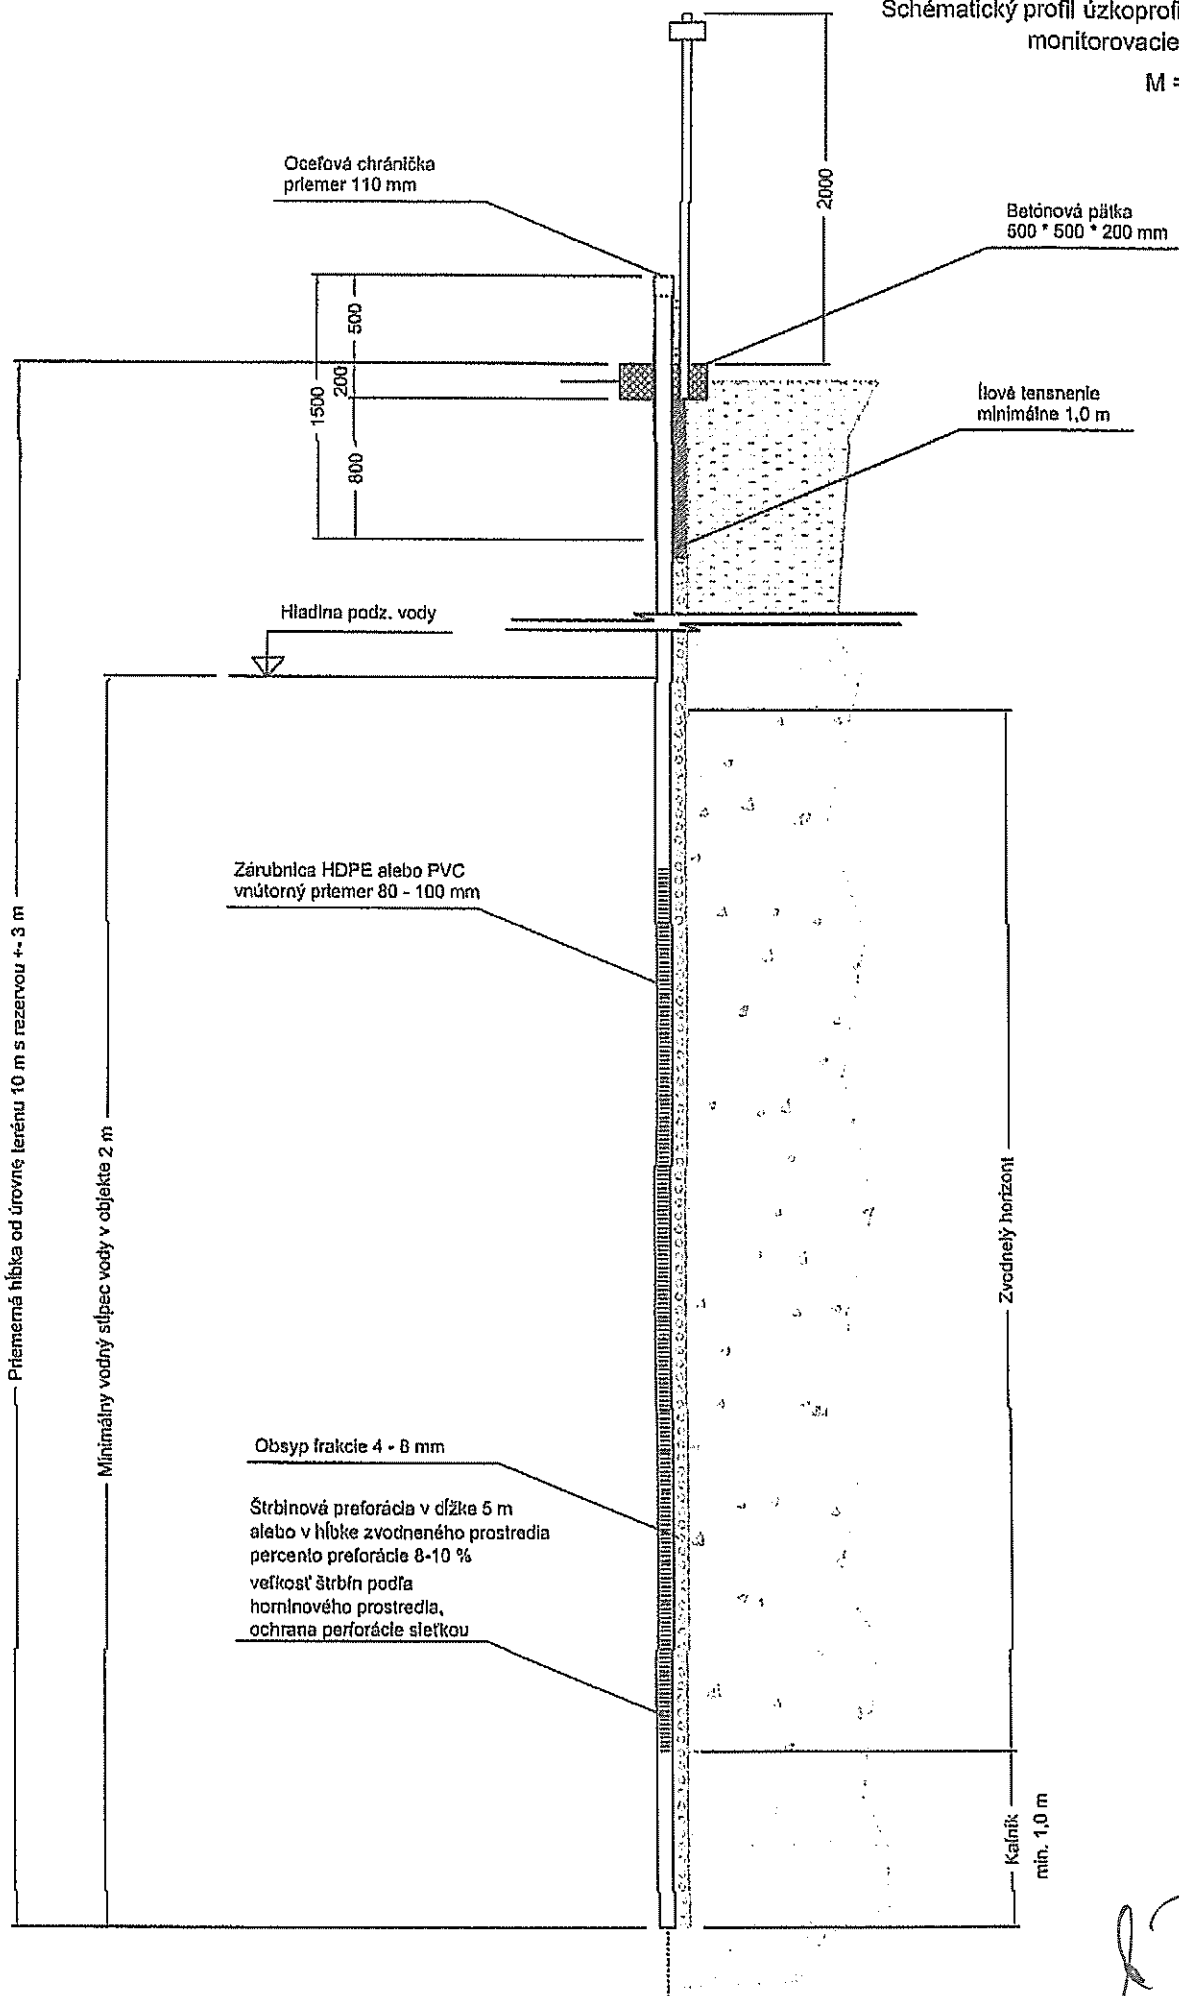 Schématický profil úzkoprofi
monitorovacie
M =
Oceľová chránička
priemer 110 mm
2000
Betónová pätka
500 * 500 * 200 mm
500
200
1500
800
Ílové tensnenie
minimálne 1,0 m
Hladina podz. vody
Zárubnica HDPE alebo PVC
vnútorný priemer 80 - 100 mm
Priemerná hĺbka od úrovne terénu 10 m s rezervou +- 3 m
Minimálny vodný stĺpec vody v objekte 2 m
Zvodnelý horizont
Obsyp frakcie 4 - 8 mm
Štrbinová preforácia v dĺžke 5 m
alebo v hĺbke zvodneného prostredia
percento preforácie 8-10 %
veľkosť štrbín podľa
horninového prostredia,
ochrana perforácie sieťkou
Kalník
min. 1,0 m